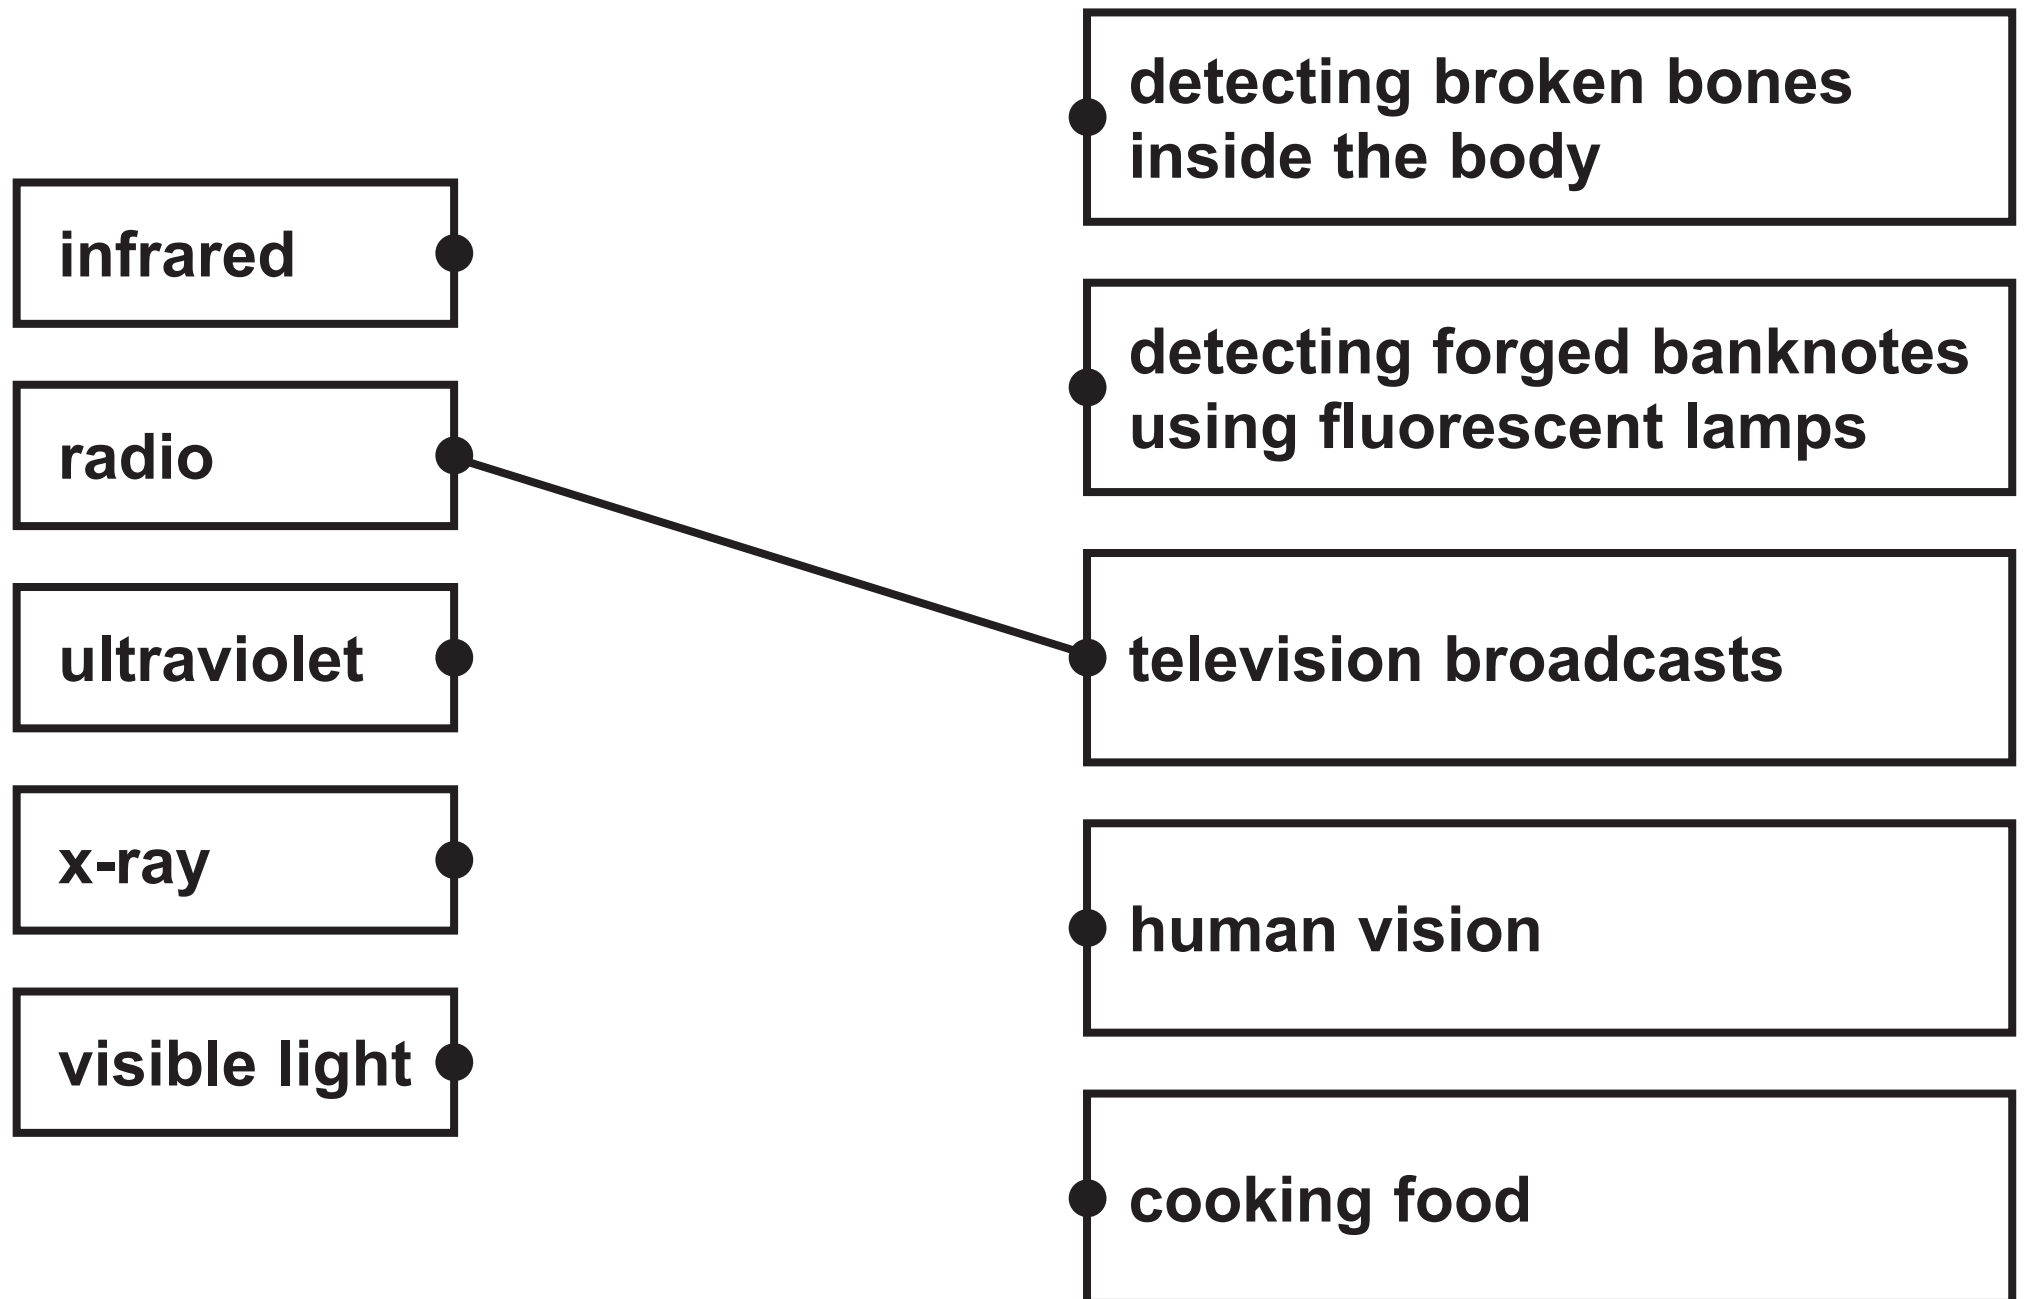 infrared
radio
ultraviolet
x-ray
visible light
detecting broken bones
inside the body
detecting forged banknotes
using fluorescent lamps
television broadcasts
human vision
cooking food